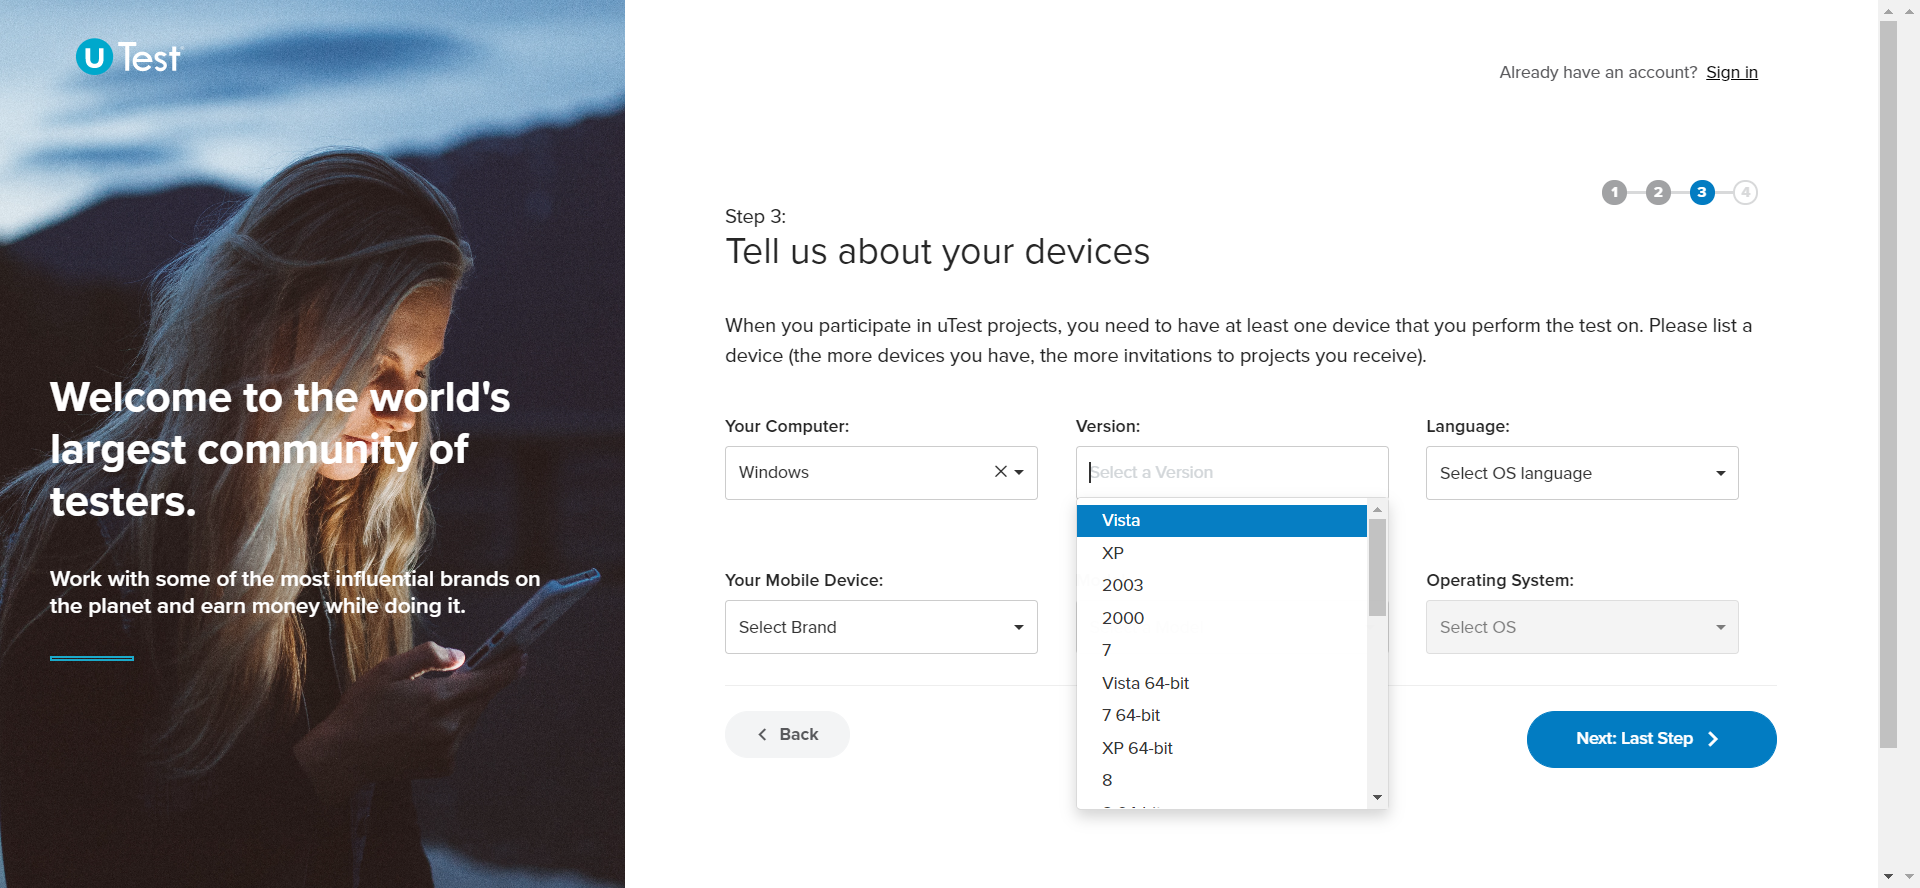 U Test
Welcome to the world's
largest community of
testers.
Work with some of the most influential brands on
the planet and earn money while doing it.
Already have an account? Sign in
1 2 3 4
Step 3:
Tell us about your devices
When you participate in uTest projects, you need to have at least one device that you perform the test on. Please list a
device (the more devices you have, the more invitations to projects you receive).
Your Computer:
Windows
Version:
Select a Version
Vista
XP
2003
2000
7
Vista 64-bit
7 64-bit
XP 64-bit
8
Language:
Select OS language
Your Mobile Device:
Select Brand
Operating System:
Select OS
Back
Next: Last Step